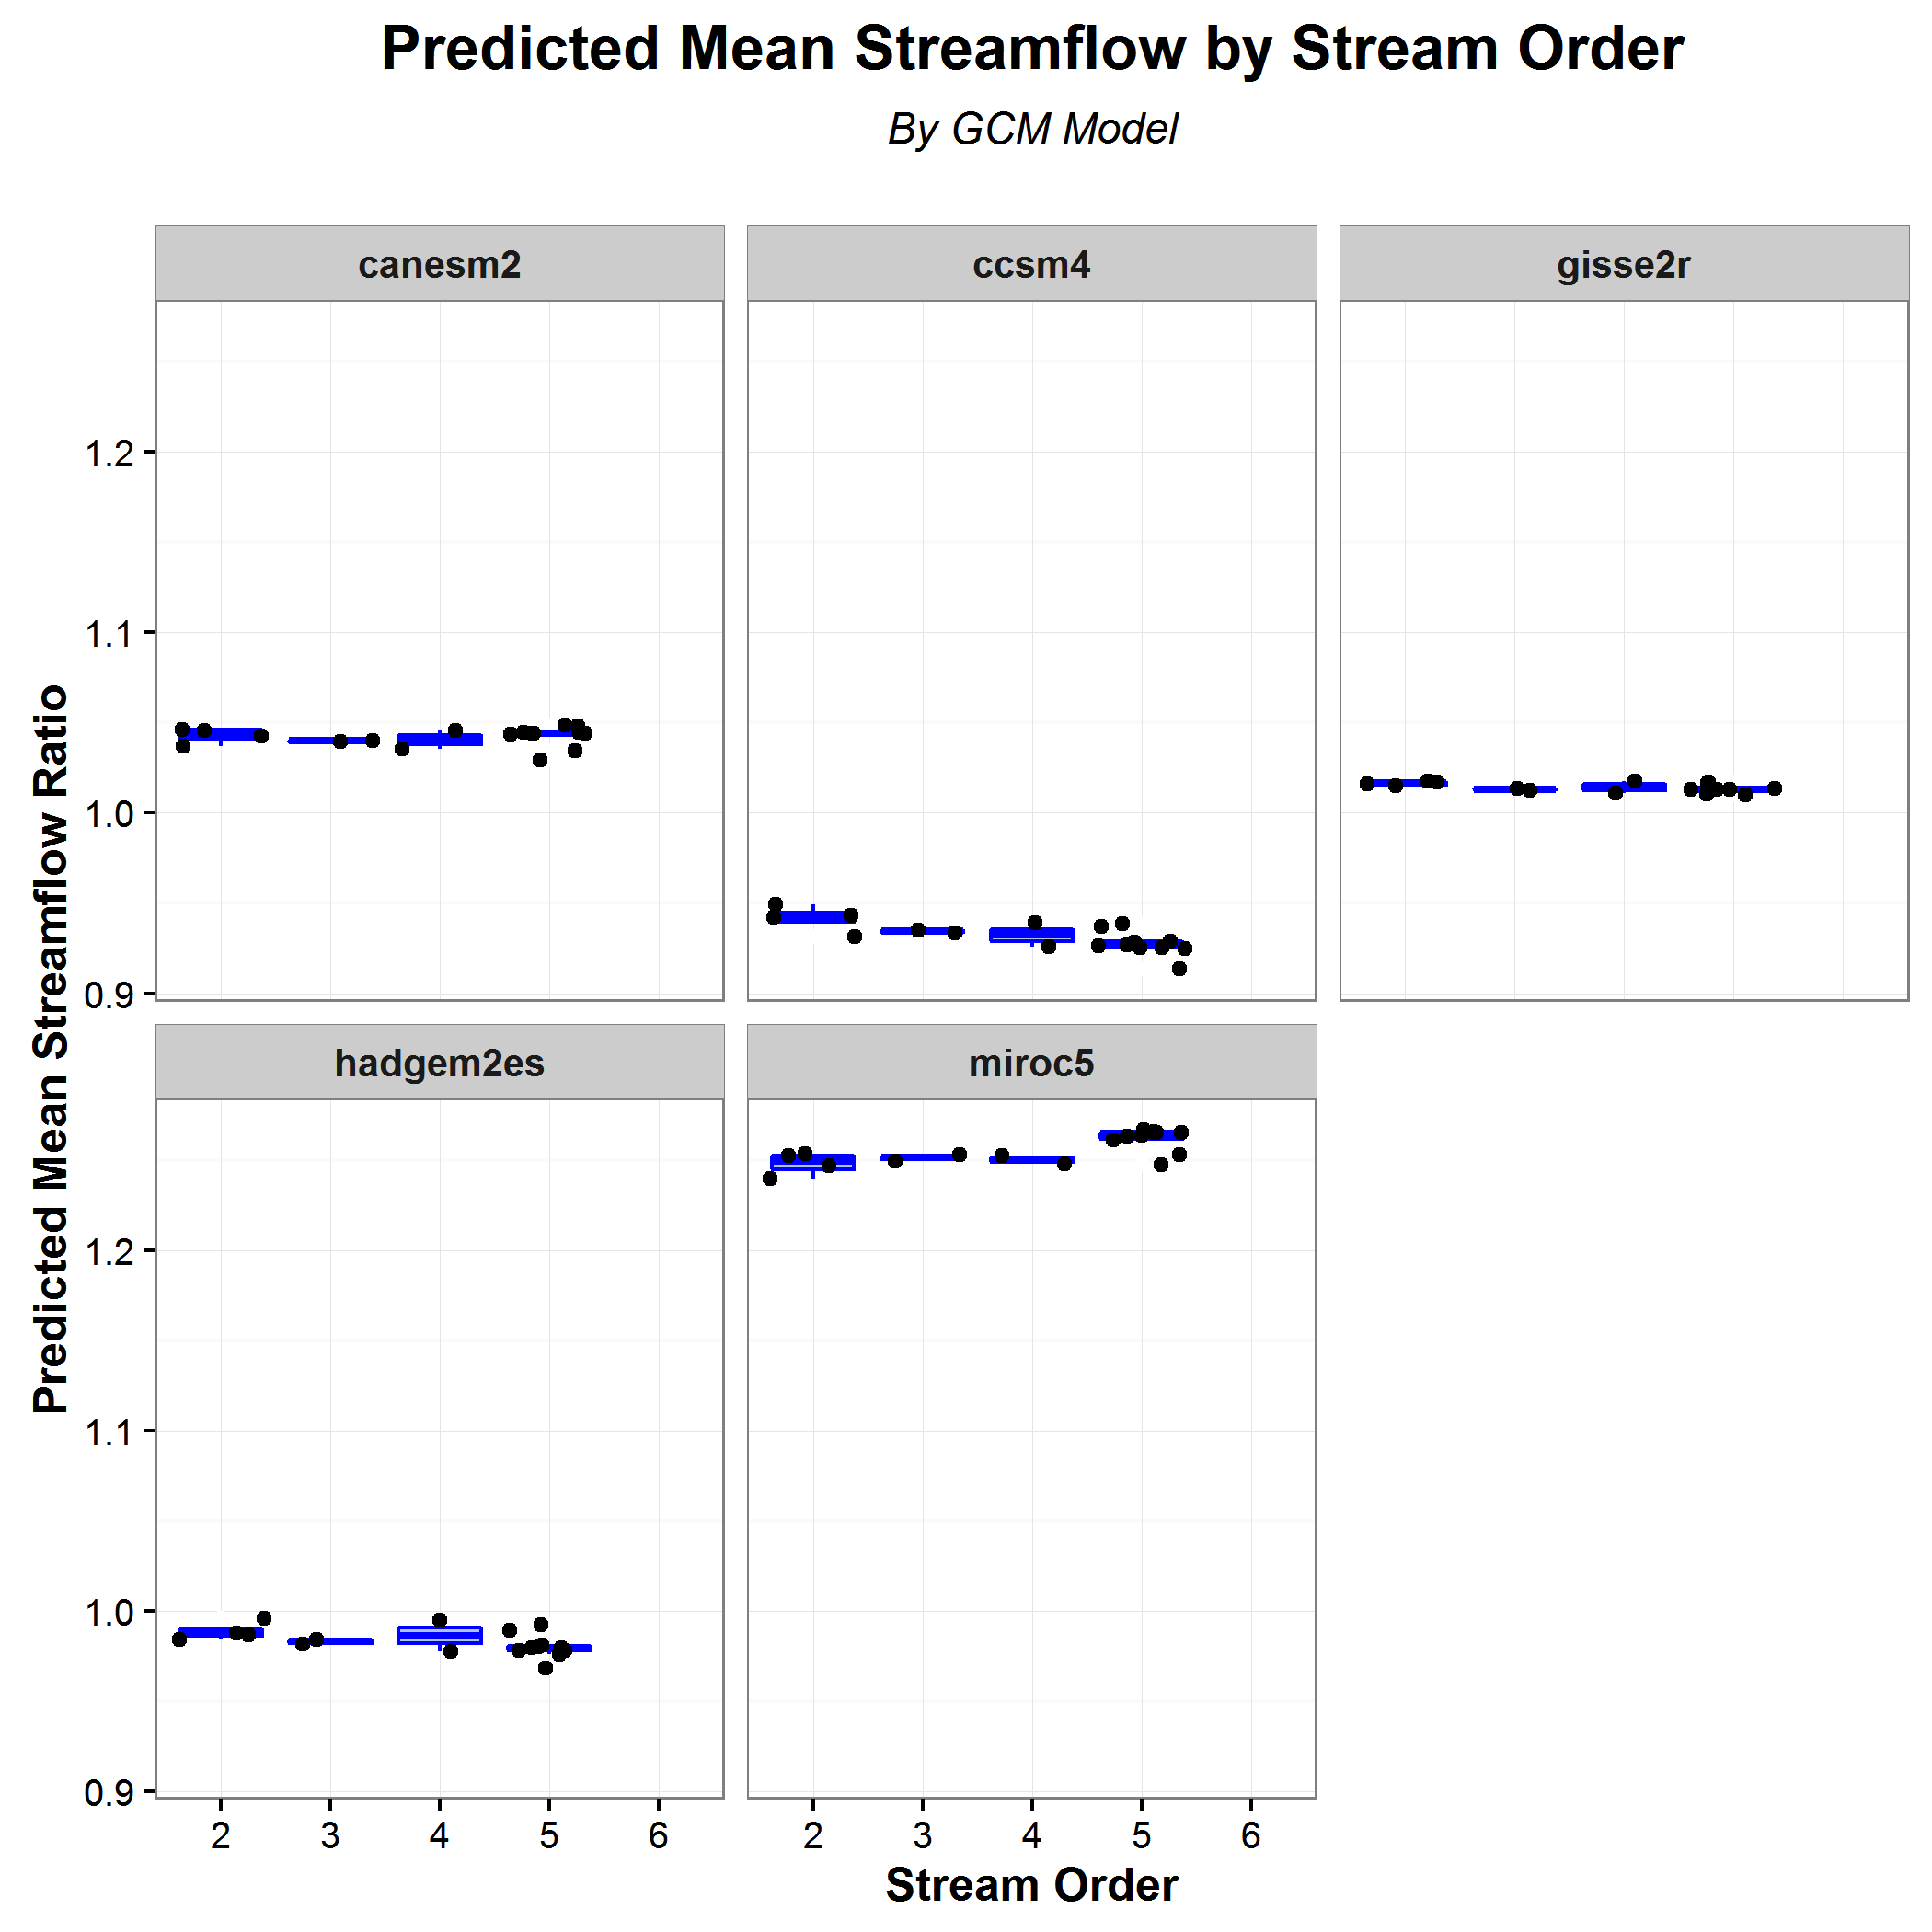 Predicted Mean Streamflow by Stream Order
By GCM Model
canesm2
ccsm4
gisse2r
1.2
1.1
1.0
0.9
Predicted Mean Streamflow Ratio
hadgem2es
miroc5
1.2
1.1
1.0
0.9
2 3 4 5 6
2 3 4 5 6
Stream Order